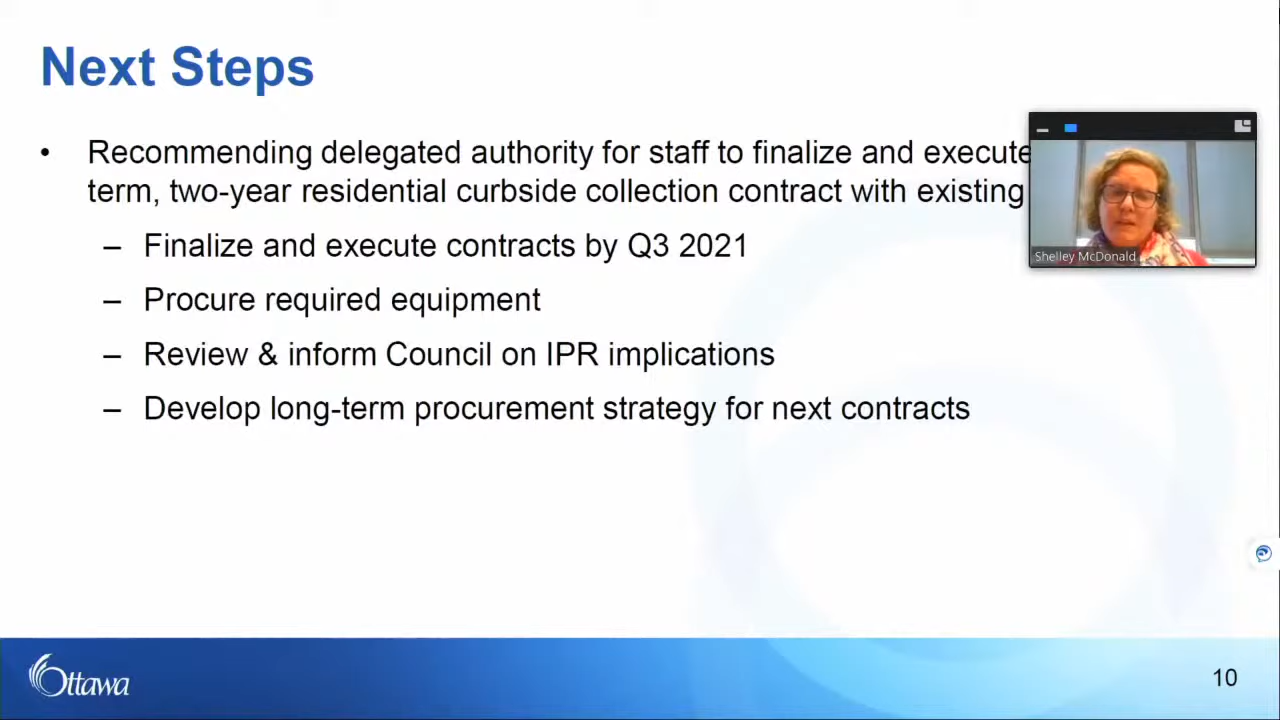 Next Steps
• Recommending delegated authority for staff to finalize and execute
term, two-year residential curbside collection contract with existing
– Finalize and execute contracts by Q3 2021
– Procure required equipment
– Review & inform Council on IPR implications
– Develop long-term procurement strategy for next contracts
Shelley McDonald
Ottawa
10